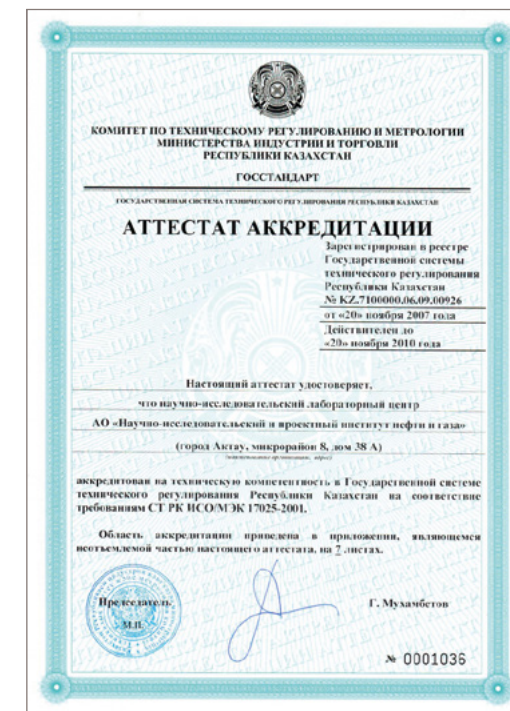 КОМИТЕТ ПО ТЕХНИЧЕСКОМУ РЕГУЛИРОВАНИЮ И МЕТРОЛОГИИ
МИНИСТЕРСТВА ИНДУСТРИИ И ТОРГОВЛИ
РЕСПУБЛИКИ КАЗАХСТАН
ГОССТАНДАРТ
ГОСУДАРСТВЕННАЯ СИСТЕМА ТЕХНИЧЕСКОГО РЕГУЛИРОВАНИЯ РЕСПУБЛИКИ КАЗАХСТАН
АТТЕСТАТ АККРЕДИТАЦИИ
Зарегистрирован в реестре
Государственной системы
технического регулирования
Республики Казахстан
№ KZ.7100000.06.09.00926
от «20» ноября 2007 года
Действителен до
«20» ноября 2010 года
Настоящий аттестат удостоверяет,
что научно-исследовательский лабораторный центр
АО «Научно-исследовательский и проектный институт нефти и газа»
(город Актау, микрорайон 8, дом 38 А)
(наименование организации, адрес)
аккредитован на техническую компетентность в Государственной системе
технического регулирования Республики Казахстан на соответствие
требованиям СТ РК ИСО/МЭК 17025-2001.
Область аккредитации приведена в приложении, являющемся
неотъемлемой частью настоящего аттестата, на 7 листах.
Председатель
Г. Мухамбетов
М.П.
№ 0001036